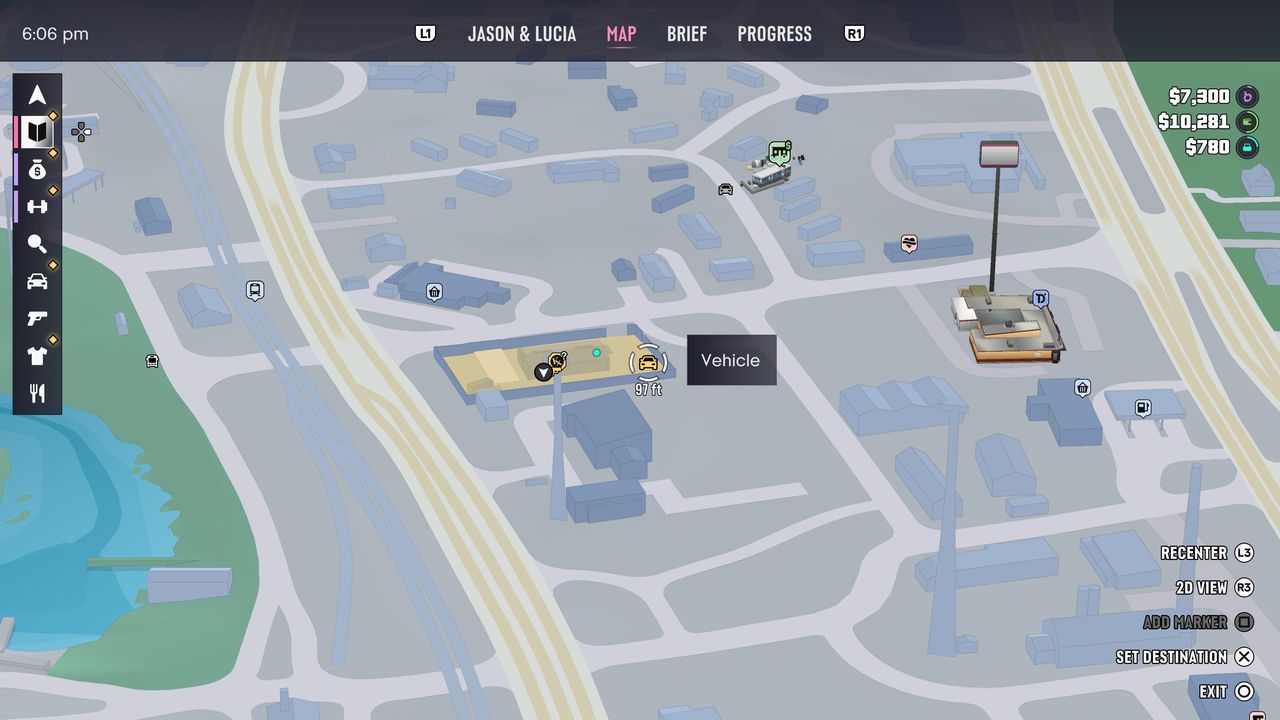 6:06 pm
L1 JASON & LUCIA MAP BRIEF PROGRESS R1
$7,300
$10,281
$780
Vehicle
97 ft
RECENTER L3
2D VIEW R3
ADD MARKER
SET DESTINATION
EXIT